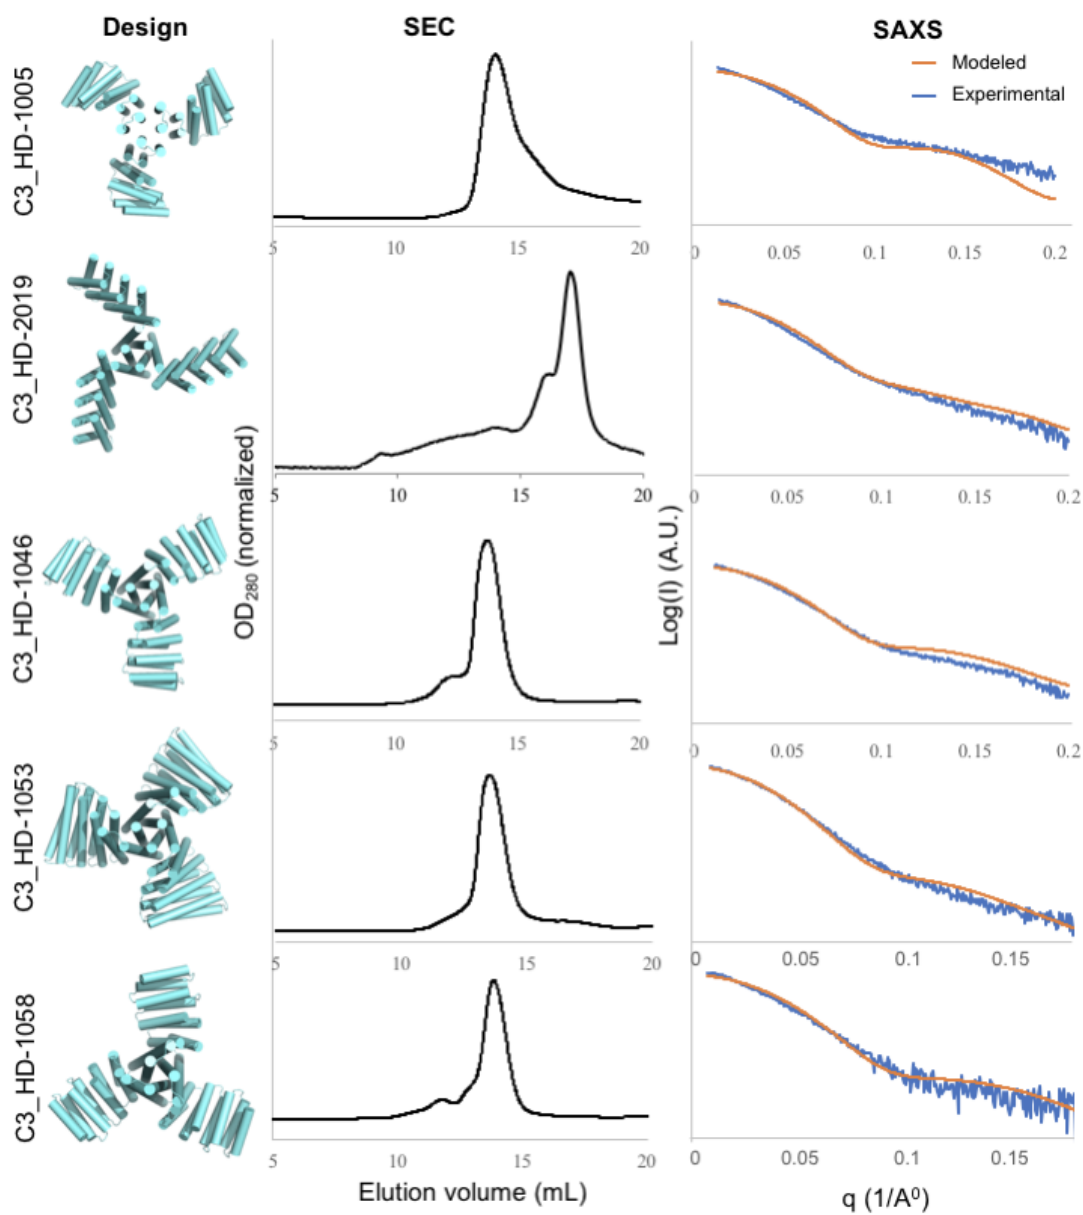 Design SEC SAXS
Modeled
Experimental
C3_HD-1005
5 10 15 20
0 0.05 0.1 0.15 0.2
C3_HD-2019
5 10 15 20
0 0.05 0.1 0.15 0.2
OD280 (normalized)
Log(I) (A.U.)
C3_HD-1046
5 10 15 20
0 0.05 0.1 0.15 0.2
C3_HD-1053
10 15 20
0 0.05 0.1 0.15
C3_HD-1058
5 10 15 20
0 0.05 0.1 0.15
Elution volume (mL)
q (1/A⁰)